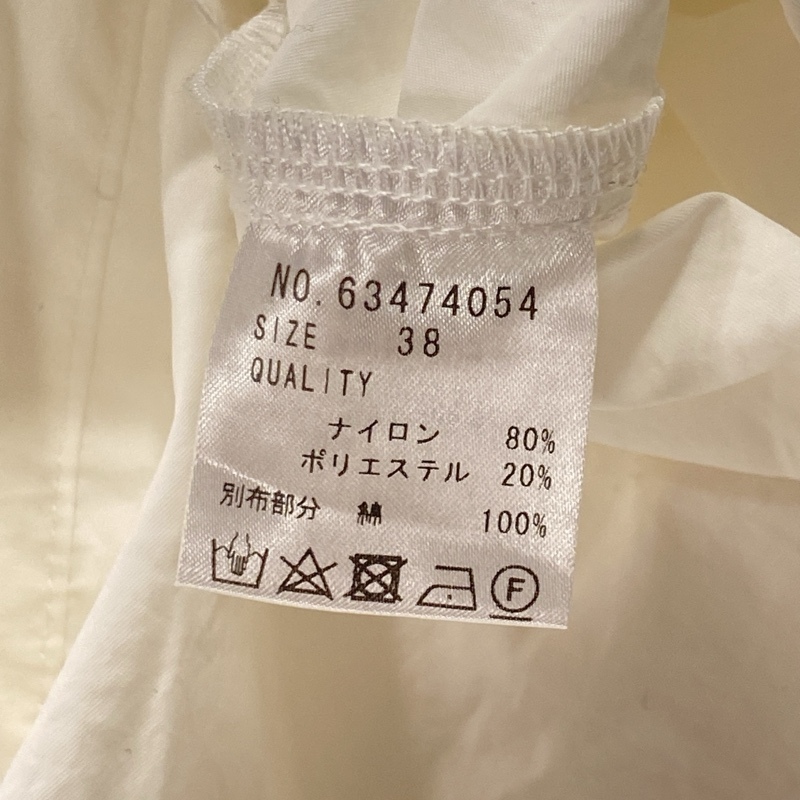 NO.63474054
SIZE 38
QUALITY
ナイロン 80%
ポリエステル 20%
別布部分 綿 100%
F